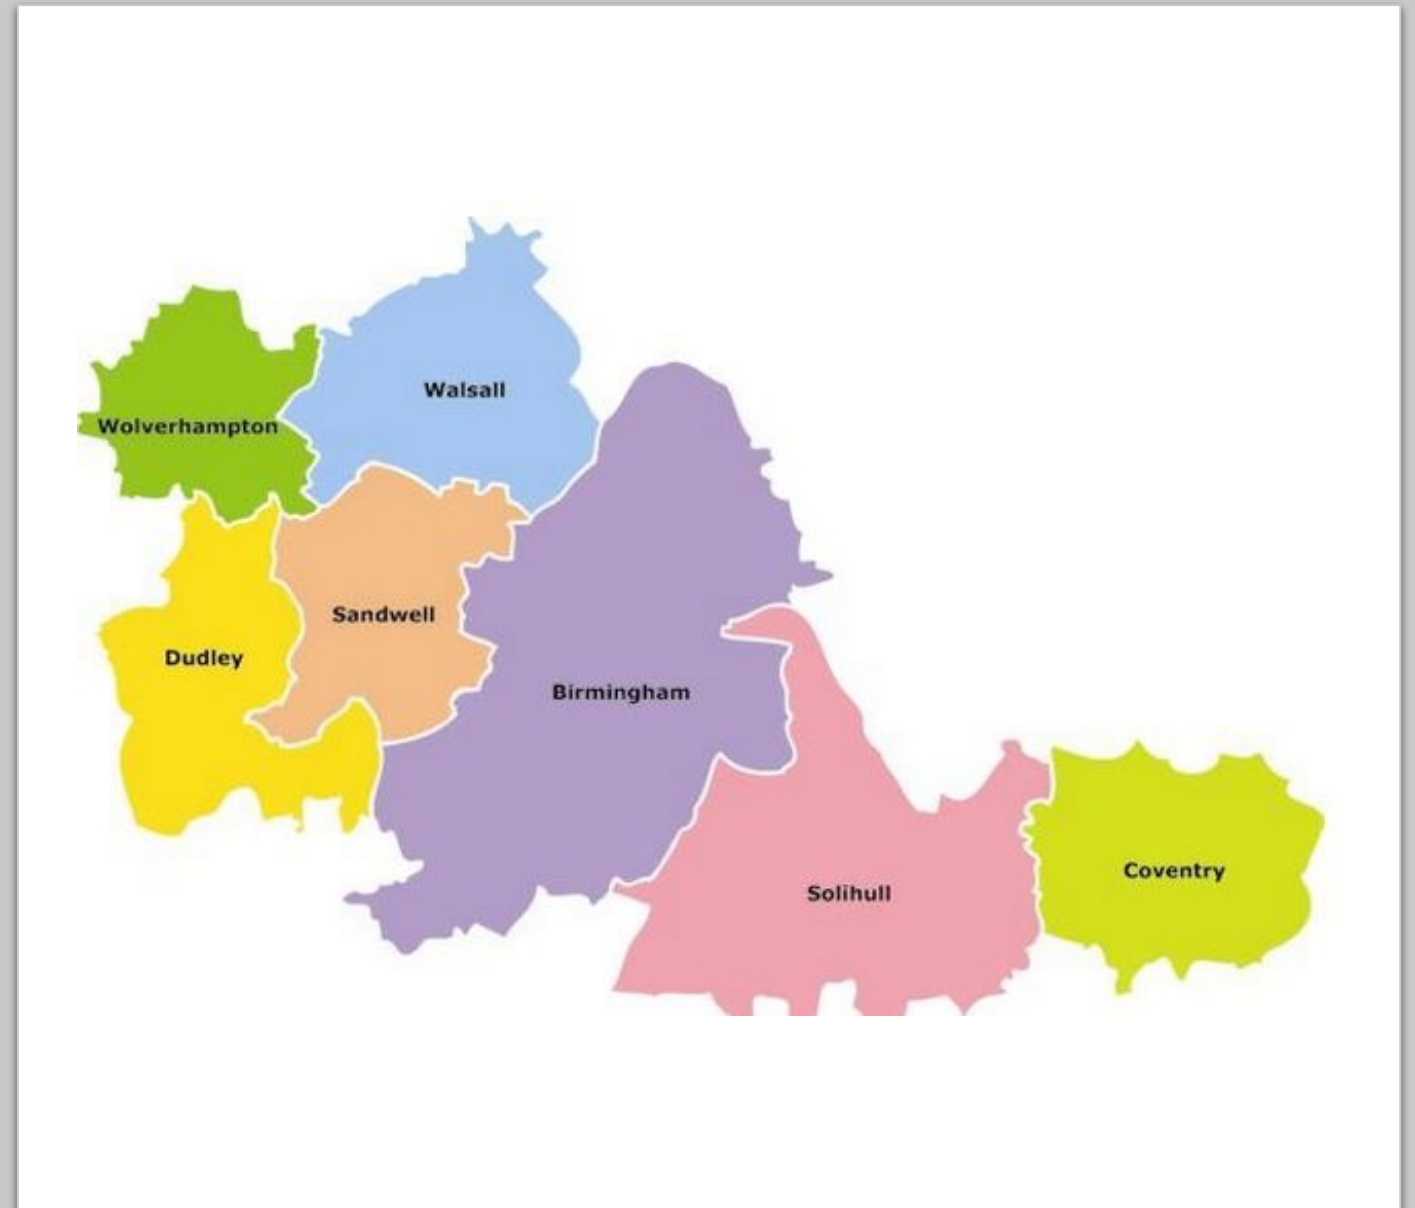 Walsall
Wolverhampton
Sandwell
Dudley
Birmingham
Coventry
Solihull